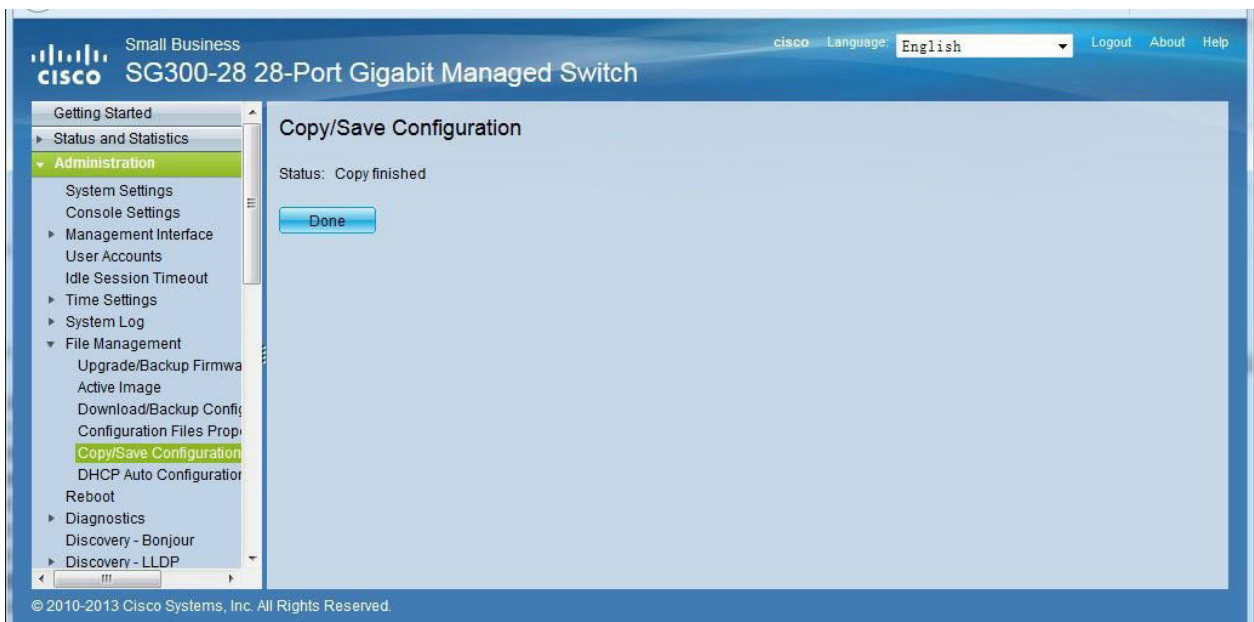 Small Business
cisco Language: English Logout About Help
cisco SG300-28 28-Port Gigabit Managed Switch
Getting Started
Status and Statistics
Administration
System Settings
Console Settings
Management Interface
User Accounts
Idle Session Timeout
Time Settings
System Log
File Management
Upgrade/Backup Firmwa
Active Image
Download/Backup Config
Configuration Files Prop
Copy/Save Configuration
DHCP Auto Configuration
Reboot
Diagnostics
Discovery - Bonjour
Discovery - LLDP
Copy/Save Configuration
Status: Copy finished
Done
© 2010-2013 Cisco Systems, Inc. All Rights Reserved.